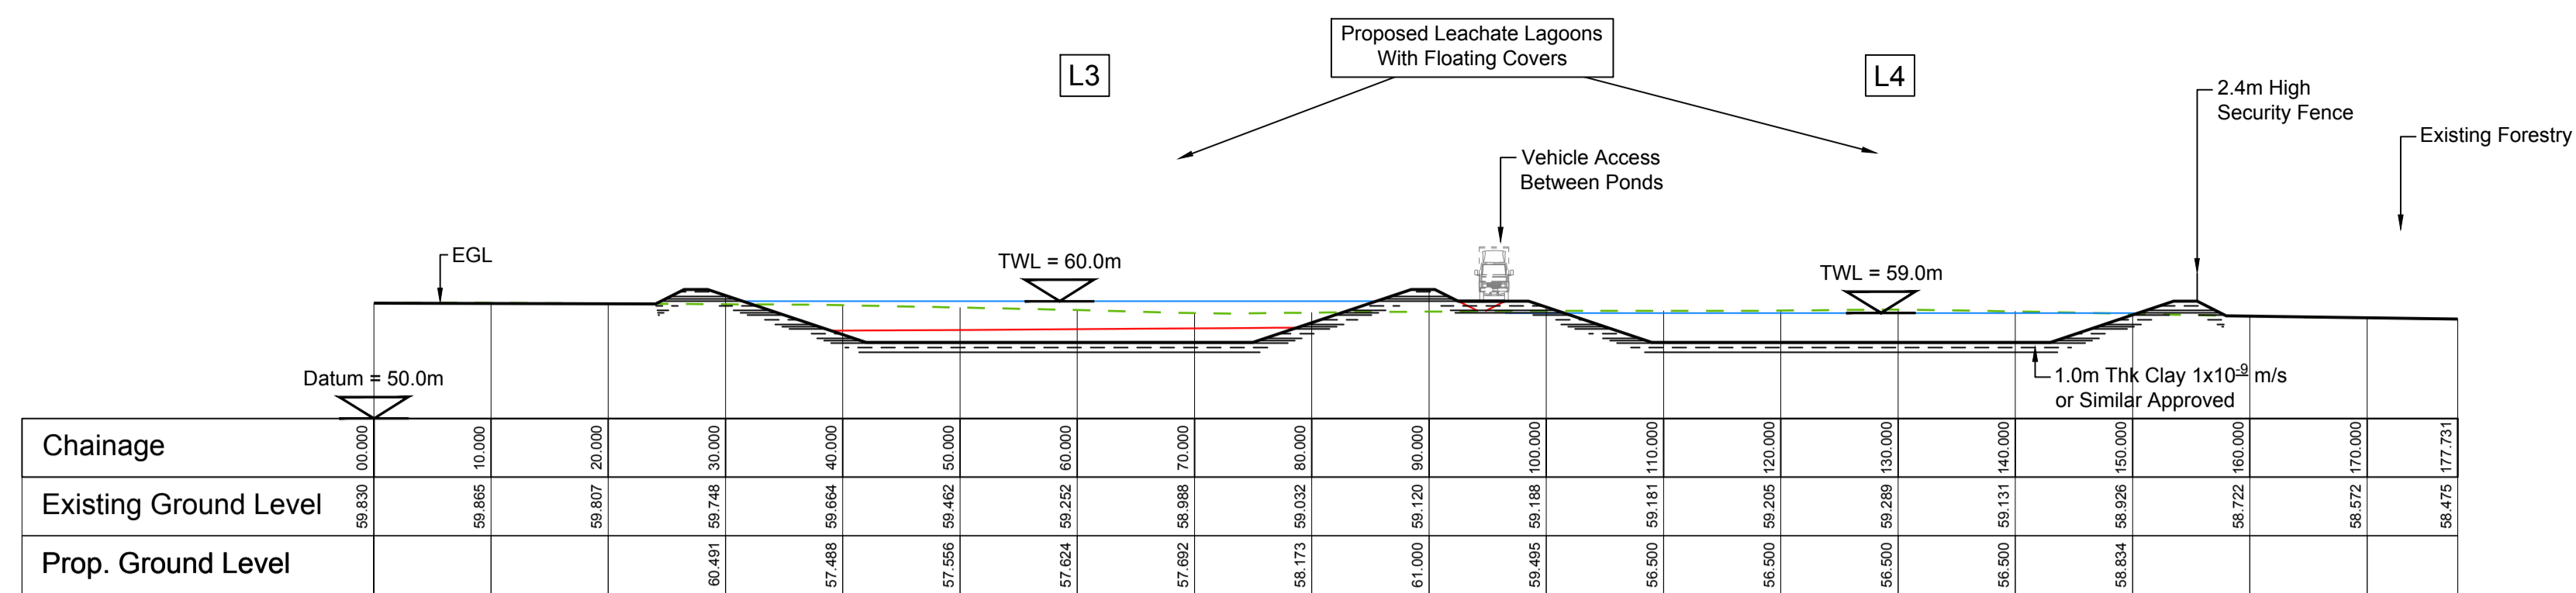 Proposed Leachate Lagoons
With Floating Covers
L3
L4
2.4m High
Security Fence
Existing Forestry
Vehicle Access
Between Ponds
EGL
TWL = 60.0m
TWL = 59.0m
Datum = 50.0m
1.0m Thk Clay 1x10-9 m/s
or Similar Approved
Chainage 00.000 10.000 20.000 30.000 40.000 50.000 60.000 70.000 80.000 90.000 100.000 110.000 120.000 130.000 140.000 150.000 160.000 170.000 177.731
Existing Ground Level 59.830 59.865 59.807 59.748 59.664 59.462 59.252 58.988 59.032 59.120 59.188 59.181 59.205 59.289 59.131 58.926 58.722 58.572 58.475
Prop. Ground Level 60.491 57.488 57.556 57.624 57.692 58.173 61.000 59.495 56.500 56.500 56.500 56.500 58.834